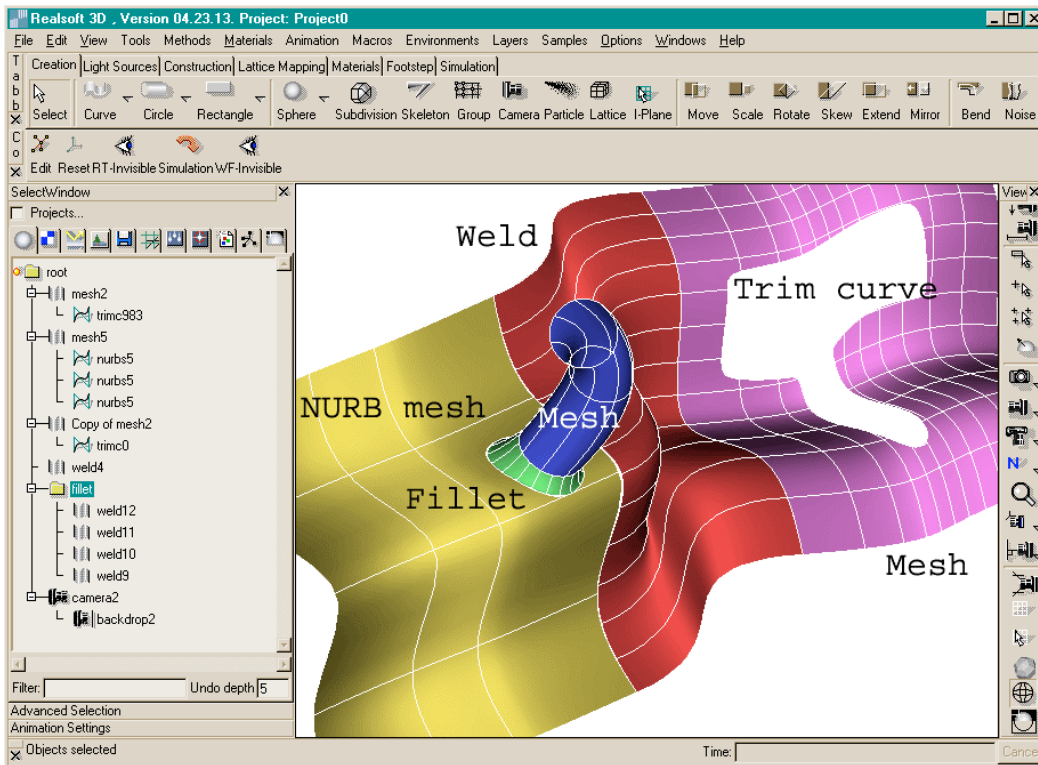 Realsoft 3D , Version 04.23.13. Project: Project0
File Edit View Tools Methods Materials Animation Macros Environments Layers Samples Options Windows Help
Tabb
Creation Light Sources Construction Lattice Mapping Materials Footstep Simulation
Select Curve Circle Rectangle Sphere Subdivision Skeleton Group Camera Particle Lattice I-Plane Move Scale Rotate Skew Extend Mirror Bend Noise
Co
Edit Reset RT-Invisible Simulation WF-Invisible
SelectWindow
View
Projects...
root
mesh2
trimc983
mesh5
nurbs5
nurbs5
nurbs5
Copy of mesh2
trimc0
weld4
fillet
weld12
weld11
weld10
weld9
camera2
backdrop2
Weld
Trim curve
NURB mesh
Mesh
Fillet
Mesh
N
Filter: Undo depth 5
Advanced Selection
Animation Settings
Objects selected
Time:
Cance